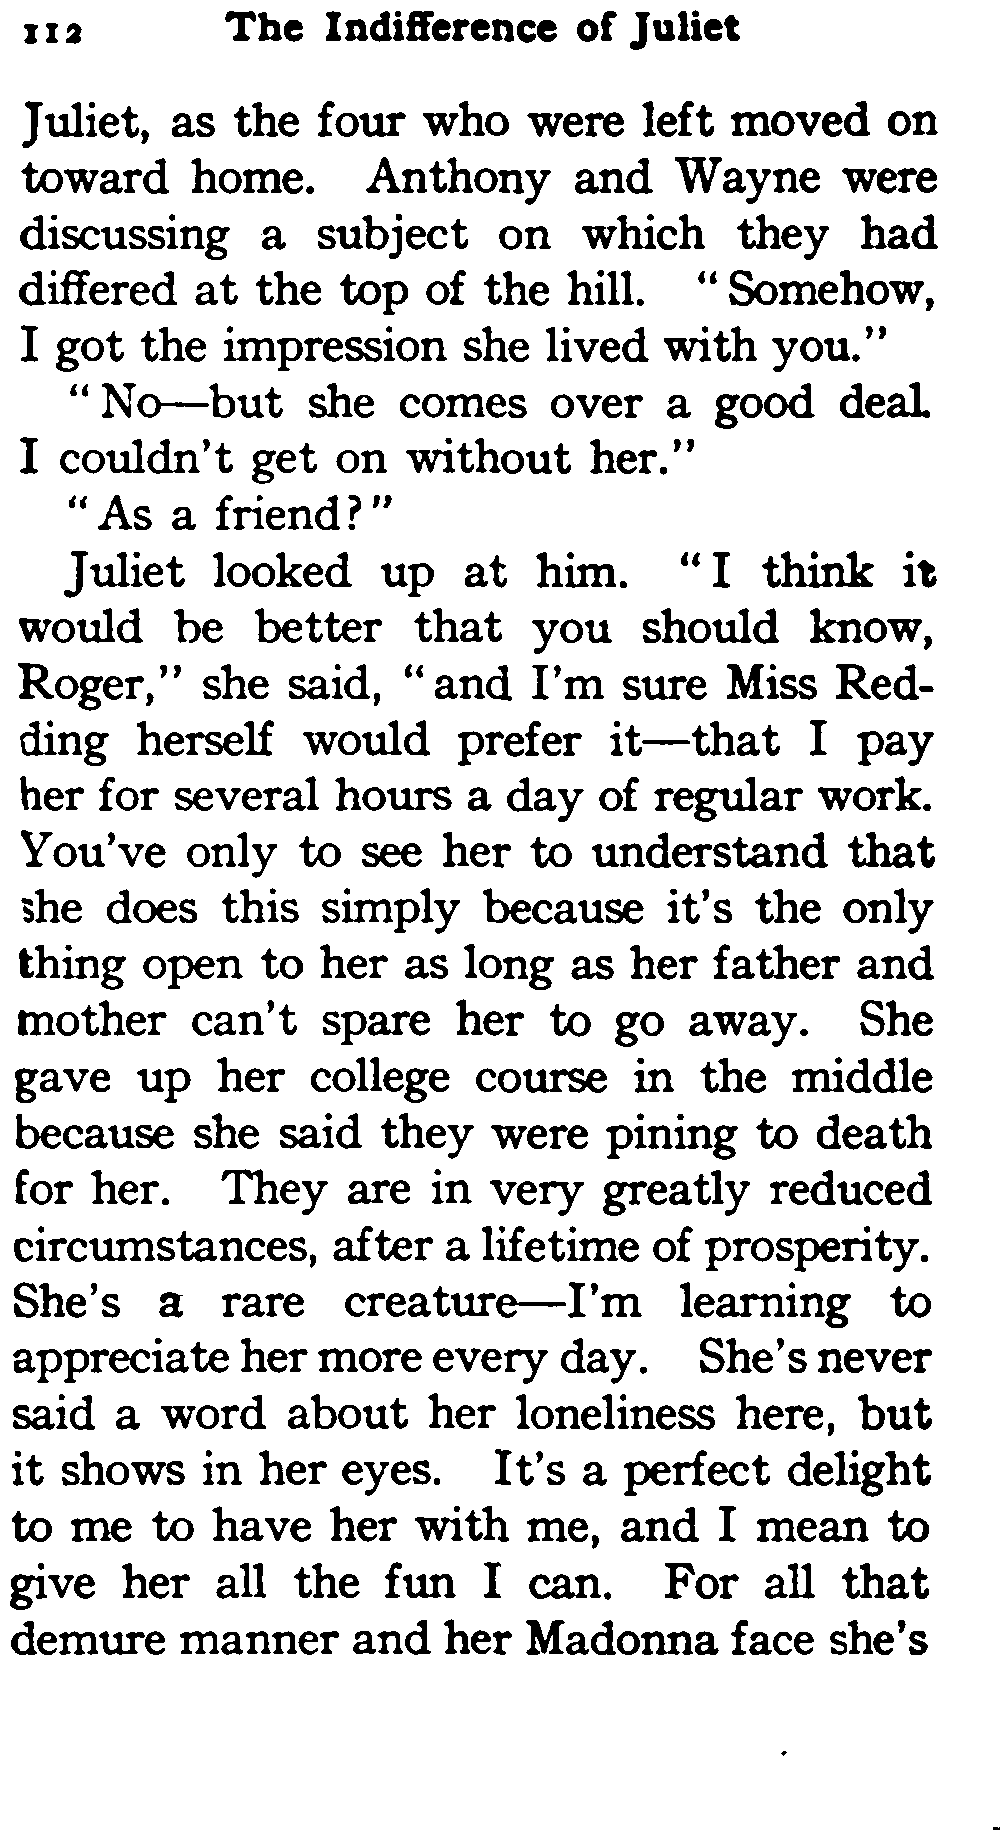 112 The Indifference of Juliet
Juliet, as the four who were left moved on
toward home. Anthony and Wayne were
discussing a subject on which they had
differed at the top of the hill. "Somehow,
I got the impression she lived with you."
"No—but she comes over a good deal.
I couldn't get on without her."
"As a friend?"
Juliet looked up at him. "I think it
would be better that you should know,
Roger," she said, "and I'm sure Miss Red-
ding herself would prefer it—that I pay
her for several hours a day of regular work.
You've only to see her to understand that
she does this simply because it's the only
thing open to her as long as her father and
mother can't spare her to go away. She
gave up her college course in the middle
because she said they were pining to death
for her. They are in very greatly reduced
circumstances, after a lifetime of prosperity.
She's a rare creature—I'm learning to
appreciate her more every day. She's never
said a word about her loneliness here, but
it shows in her eyes. It's a perfect delight
to me to have her with me, and I mean to
give her all the fun I can. For all that
demure manner and her Madonna face she's